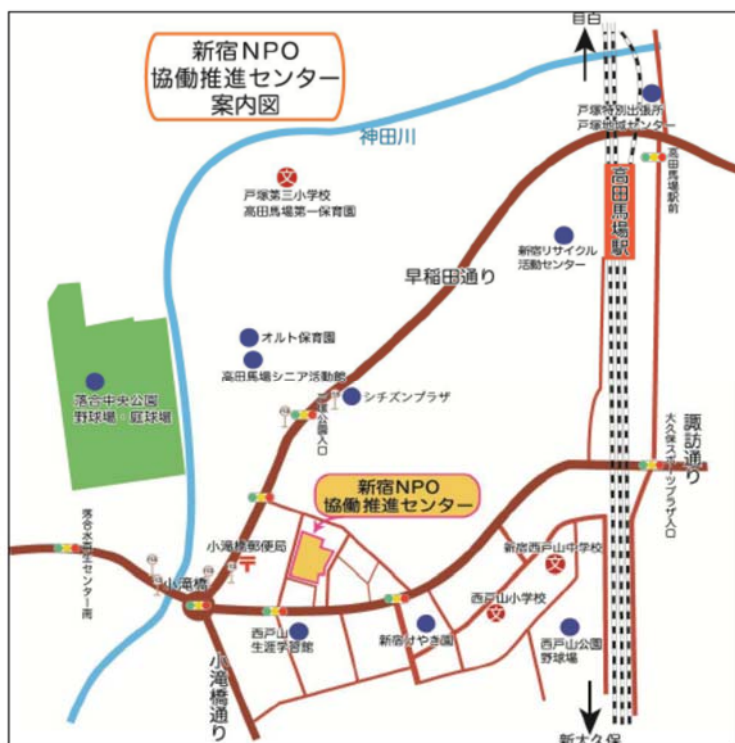 新宿NPO
協働推進センター
案内図
目白
神田川
戸塚特別出張所
戸塚地域センター
高田馬場駅前
高田馬場駅
戸塚第三小学校
高田馬場第一保育園
新宿リサイクル
活動センター
早稲田通り
オルト保育園
高田馬場シニア活動館
シチズンプラザ
落合中央公園
野球場・庭球場
戸塚公園入口
諏訪通り
大久保スポーツプラザ入口
新宿NPO
協働推進センター
小滝橋郵便局
新宿西戸山中学校
落合水再生センター南
小滝橋
西戸山小学校
西戸山
生涯学習館
新宿けやき園
西戸山公園
野球場
小滝橋通り
新大久保